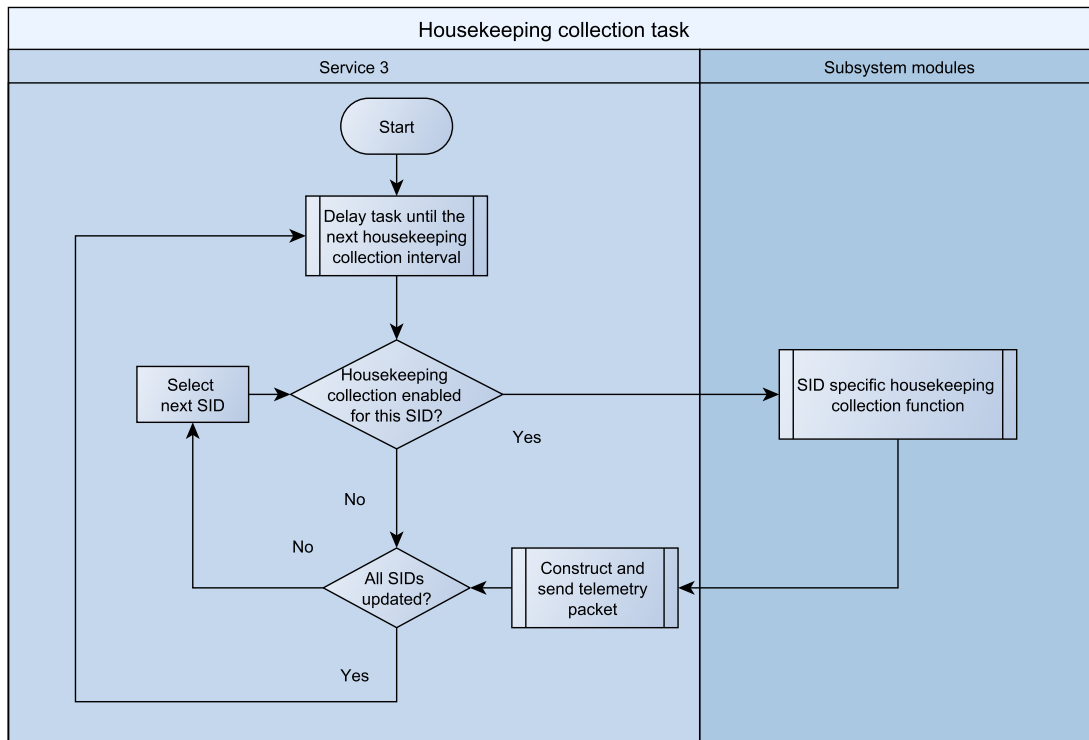 Housekeeping collection task
Service 3
Subsystem modules
Start
Delay task until the
next housekeeping
collection interval
Select
next SID
Housekeeping
collection enabled
for this SID?
SID specific housekeeping
collection function
Yes
No
No
All SIDs
updated?
Construct and
send telemetry
packet
Yes